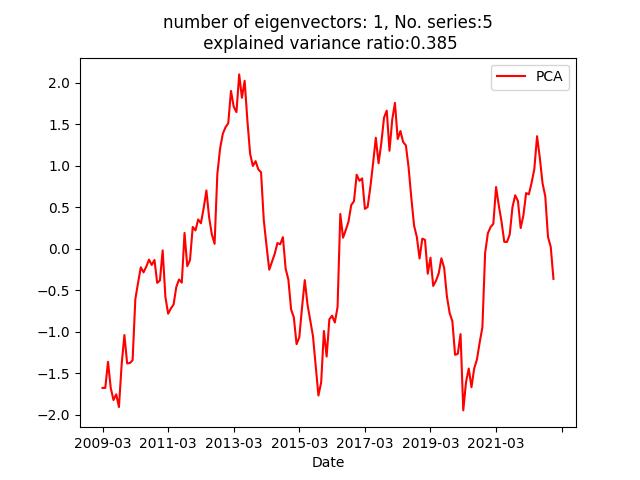 number of eigenvectors: 1, No. series:5
explained variance ratio:0.385
PCA
2.0
1.5
1.0
0.5
0.0
−0.5
−1.0
−1.5
−2.0
2009-03 2011-03 2013-03 2015-03 2017-03 2019-03 2021-03
Date